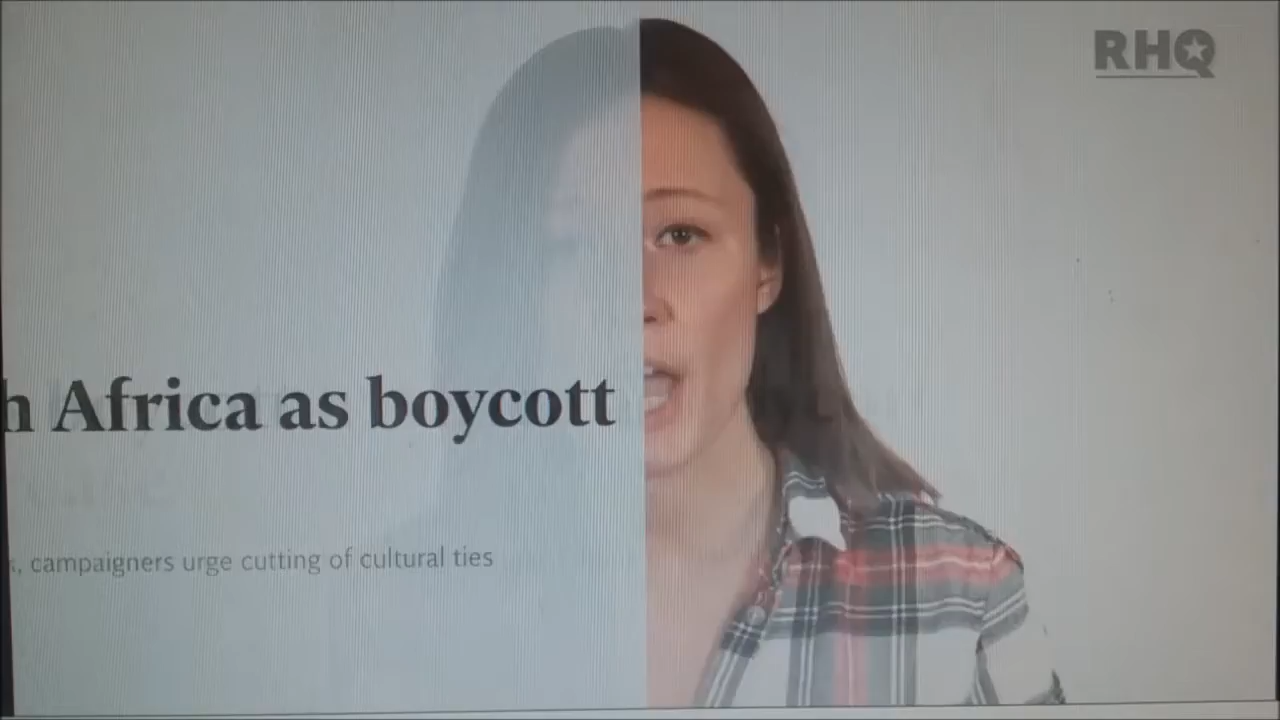 RHQ
h Africa as boycott
, campaigners urge cutting of cultural ties